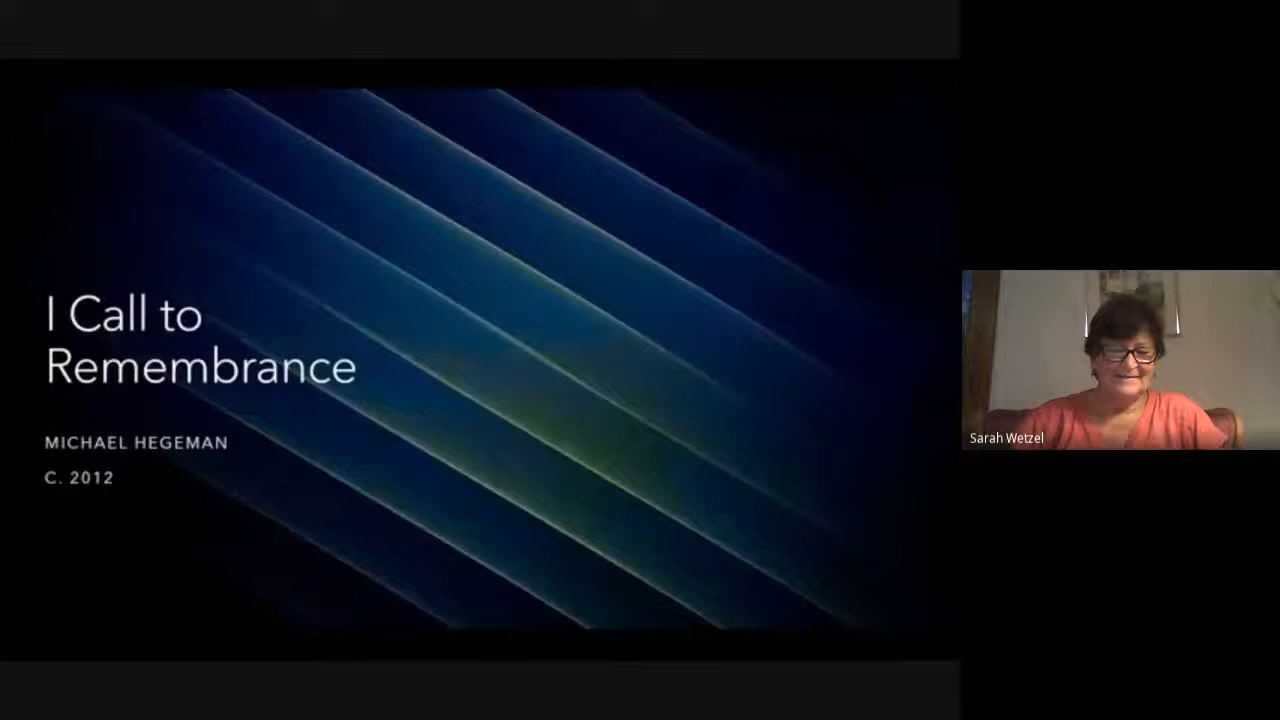 I Call to
Remembrance
MICHAEL HEGEMAN
C. 2012
Sarah Wetzel